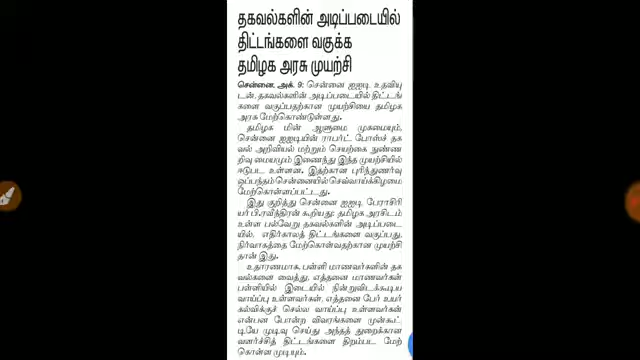 தகவல்களின் அடிப்படையில்
திட்டங்களை வகுக்க
தமிழக அரசு முயற்சி
சென்னை, அக். 9: சென்னை ஐஐடி உதவியு
டன், தகவல்களின் அடிப்படையில் திட்டங்
களை வகுப்பதற்கான முயற்சியை தமிழக
அரசு மேற்கொண்டுள்ளது.
தமிழக மின் ஆளுமை முகமையும்,
சென்னை ஐஐடியின் ராபர்ட் போஸ்ச் தக
வல் அறிவியல் மற்றும் செயற்கை நுண்ண
றிவு மையமும் இணைந்து இந்த முயற்சியில்
ஈடுபட உள்ளன. இதற்கான புரிந்துணர்வு
ஒப்பந்தம் சென்னையில் செவ்வாய்க்கிழமை
மேற்கொள்ளப்பட்டது.
இது குறித்து சென்னை ஐஐடி பேராசிரி
யர் பி.ரவீந்திரன் கூறியது: தமிழக அரசிடம்
உள்ள பல்வேறு தகவல்களின் அடிப்படை
யில், எதிர்காலத் திட்டங்களை வகுப்பது,
நிர்வாகத்தை மேற்கொள்வதற்கான முயற்சி
தான் இது.
உதாரணமாக, பள்ளி மாணவர்களின் தக
வல்களை வைத்து, எத்தனை மாணவர்கள்
பள்ளியில் இடையில் நின்றுவிடக்கூடிய
வாய்ப்பு உள்ளவர்கள், எத்தனை பேர் உயர்
கல்விக்குச் செல்ல வாய்ப்பு உள்ளவர்கள்
என்பன போன்ற விவரங்களை முன்கூட்
டியே முடிவு செய்து அந்தத் துறைக்கான
வளர்ச்சித் திட்டங்களை திறம்பட மேற்
கொள்ள முடியும்.